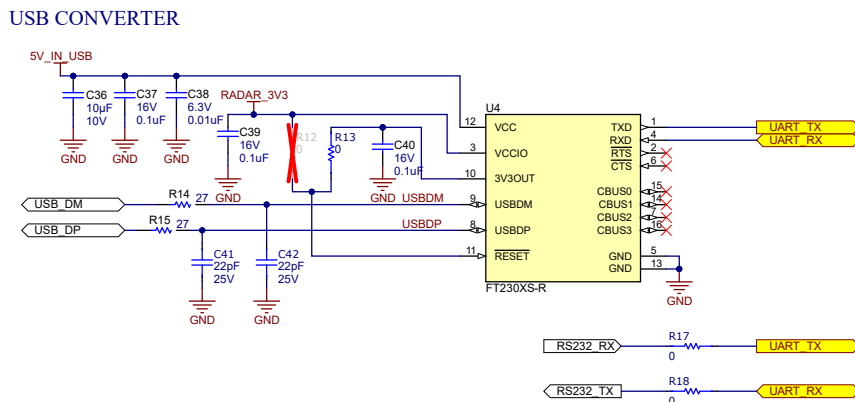 USB CONVERTER
5V_IN_USB
C36
10µF
10V
C37
16V
0.1uF
C38
6.3V
0.01uF
GND
GND
GND
RADAR_3V3
C39
16V
0.1uF
GND
R12
0
R13
0
C40
16V
0.1uF
GND
USB_DM
R14
27
USBDM
USB_DP
R15
27
USBDP
C41
22pF
25V
GND
C42
22pF
25V
GND
U4
12 VCC
3 VCCIO
10 3V3OUT
9 USBDM
8 USBDP
11 RESET
TXD 1
RXD 4
RTS 2
CTS 6
CBUS0 15
CBUS1 14
CBUS2 7
CBUS3 16
GND 5
GND 13
FT230XS-R
UART_TX
UART_RX
GND
RS232_RX
R17
0
UART_TX
RS232_TX
R18
0
UART_RX